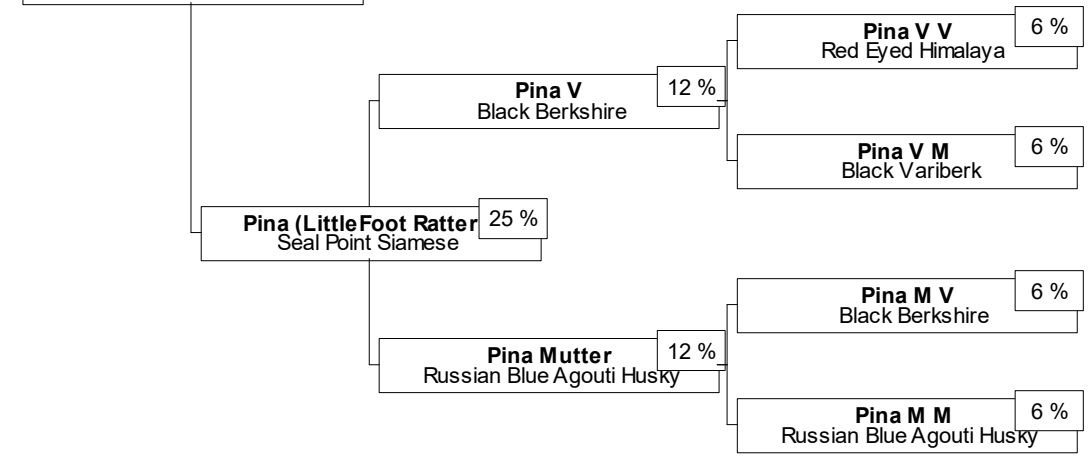 Pina V V
Red Eyed Himalaya
6 %
Pina V
Black Berkshire
12 %
Pina V M
Black Variberk
6 %
Pina (LittleFoot Ratter
Seal Point Siamese
25 %
Pina M V
Black Berkshire
6 %
Pina Mutter
Russian Blue Agouti Husky
12 %
Pina M M
Russian Blue Agouti Husky
6 %